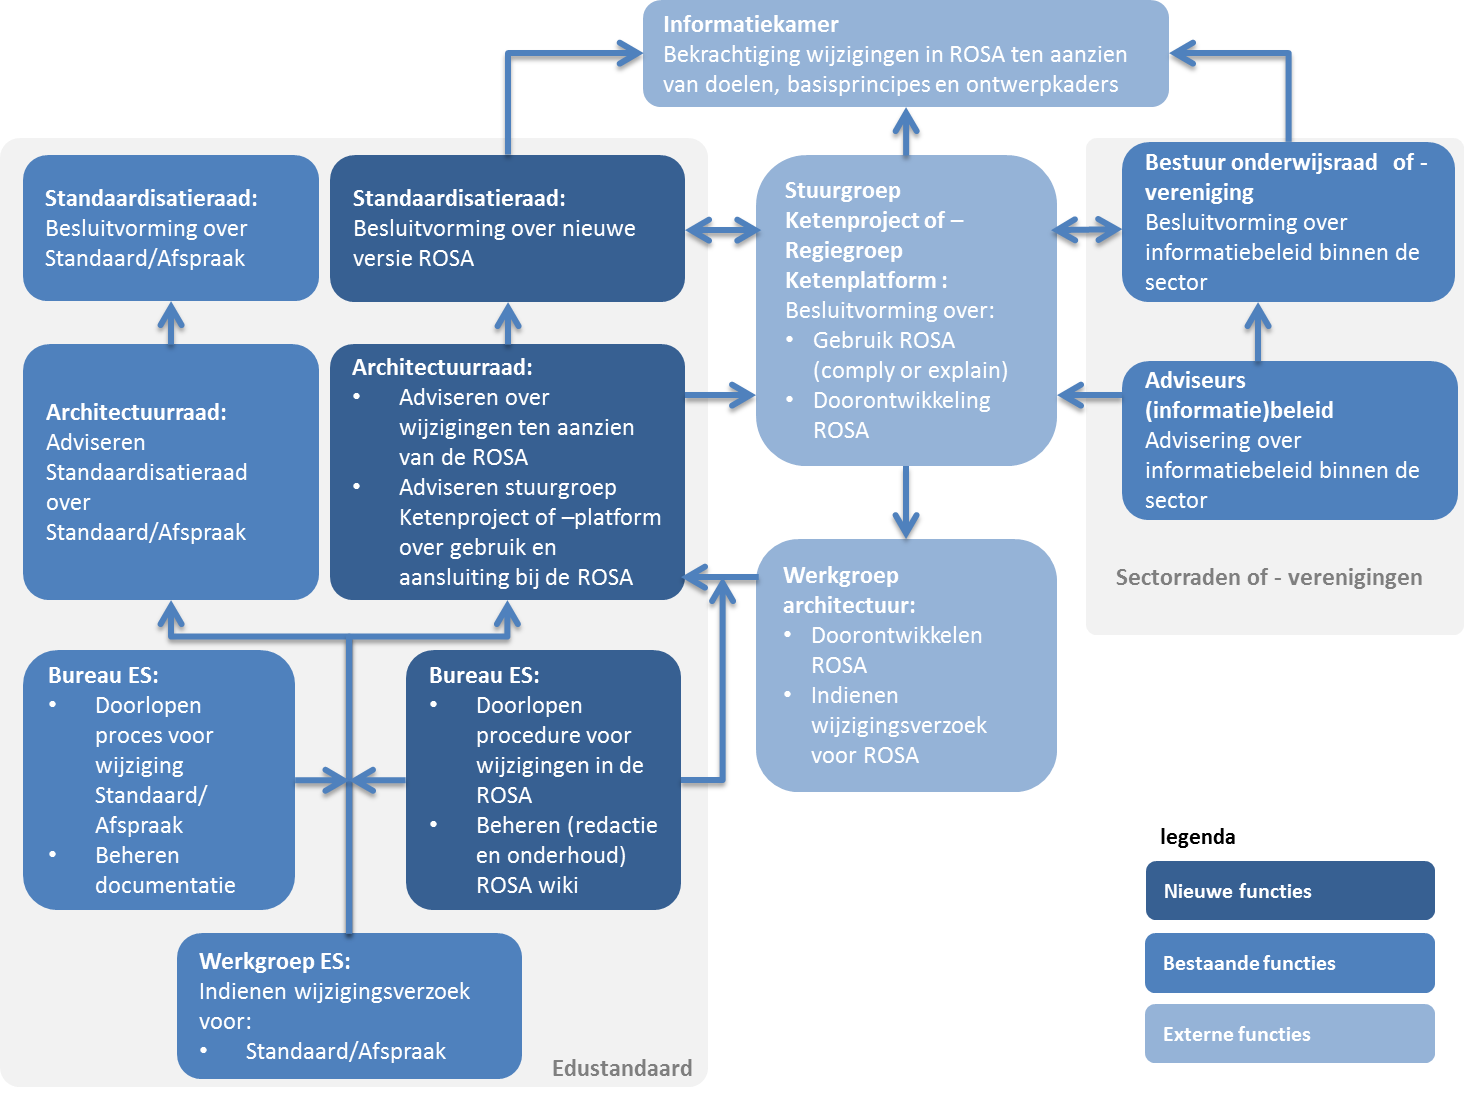 Informatiekamer
Bekrachtiging wijzigingen in ROSA ten aanzien
van doelen, basisprincipes en ontwerpkaders
Standaardisatieraad:
Besluitvorming over
Standaard/Afspraak
Standaardisatieraad:
Besluitvorming over nieuwe
versie ROSA
Stuurgroep
Ketenproject of –
Regiegroep
Ketenplatform :
Besluitvorming over:
• Gebruik ROSA
(comply or explain)
• Doorontwikkeling
ROSA
Bestuur onderwijsraad of -
vereniging
Besluitvorming over
informatiebeleid binnen de
sector
Architectuurraad:
Adviseren
Standaardisatieraad
over
Standaard/Afspraak
Architectuurraad:
• Adviseren over
wijzigingen ten aanzien
van de ROSA
• Adviseren stuurgroep
Ketenproject of –platform
over gebruik en
aansluiting bij de ROSA
Adviseurs
(informatie)beleid
Advisering over
informatiebeleid binnen de
sector
Sectorraden of - verenigingen
Werkgroep
architectuur:
• Doorontwikkelen
ROSA
• Indienen
wijzigingsverzoek
voor ROSA
Bureau ES:
• Doorlopen
proces voor
wijziging
Standaard/
Afspraak
• Beheren
documentatie
Bureau ES:
• Doorlopen
procedure voor
wijzigingen in de
ROSA
• Beheren (redactie
en onderhoud)
ROSA wiki
Werkgroep ES:
Indienen wijzigingsverzoek
voor:
• Standaard/Afspraak
Edustandaard
legenda
Nieuwe functies
Bestaande functies
Externe functies